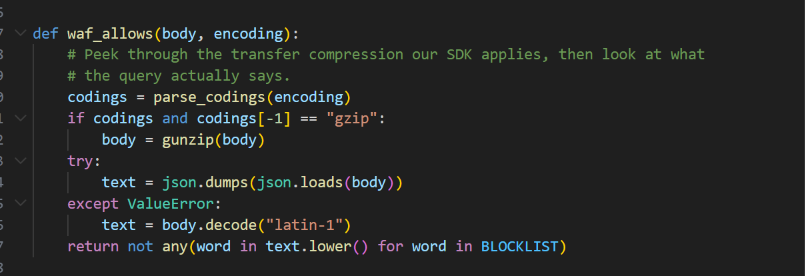 def waf_allows(body, encoding):
    # Peek through the transfer compression our SDK applies, then look at what
    # the query actually says.
    codings = parse_codings(encoding)
    if codings and codings[-1] == "gzip":
        body = gunzip(body)
    try:
        text = json.dumps(json.loads(body))
    except ValueError:
        text = body.decode("latin-1")
    return not any(word in text.lower() for word in BLOCKLIST)